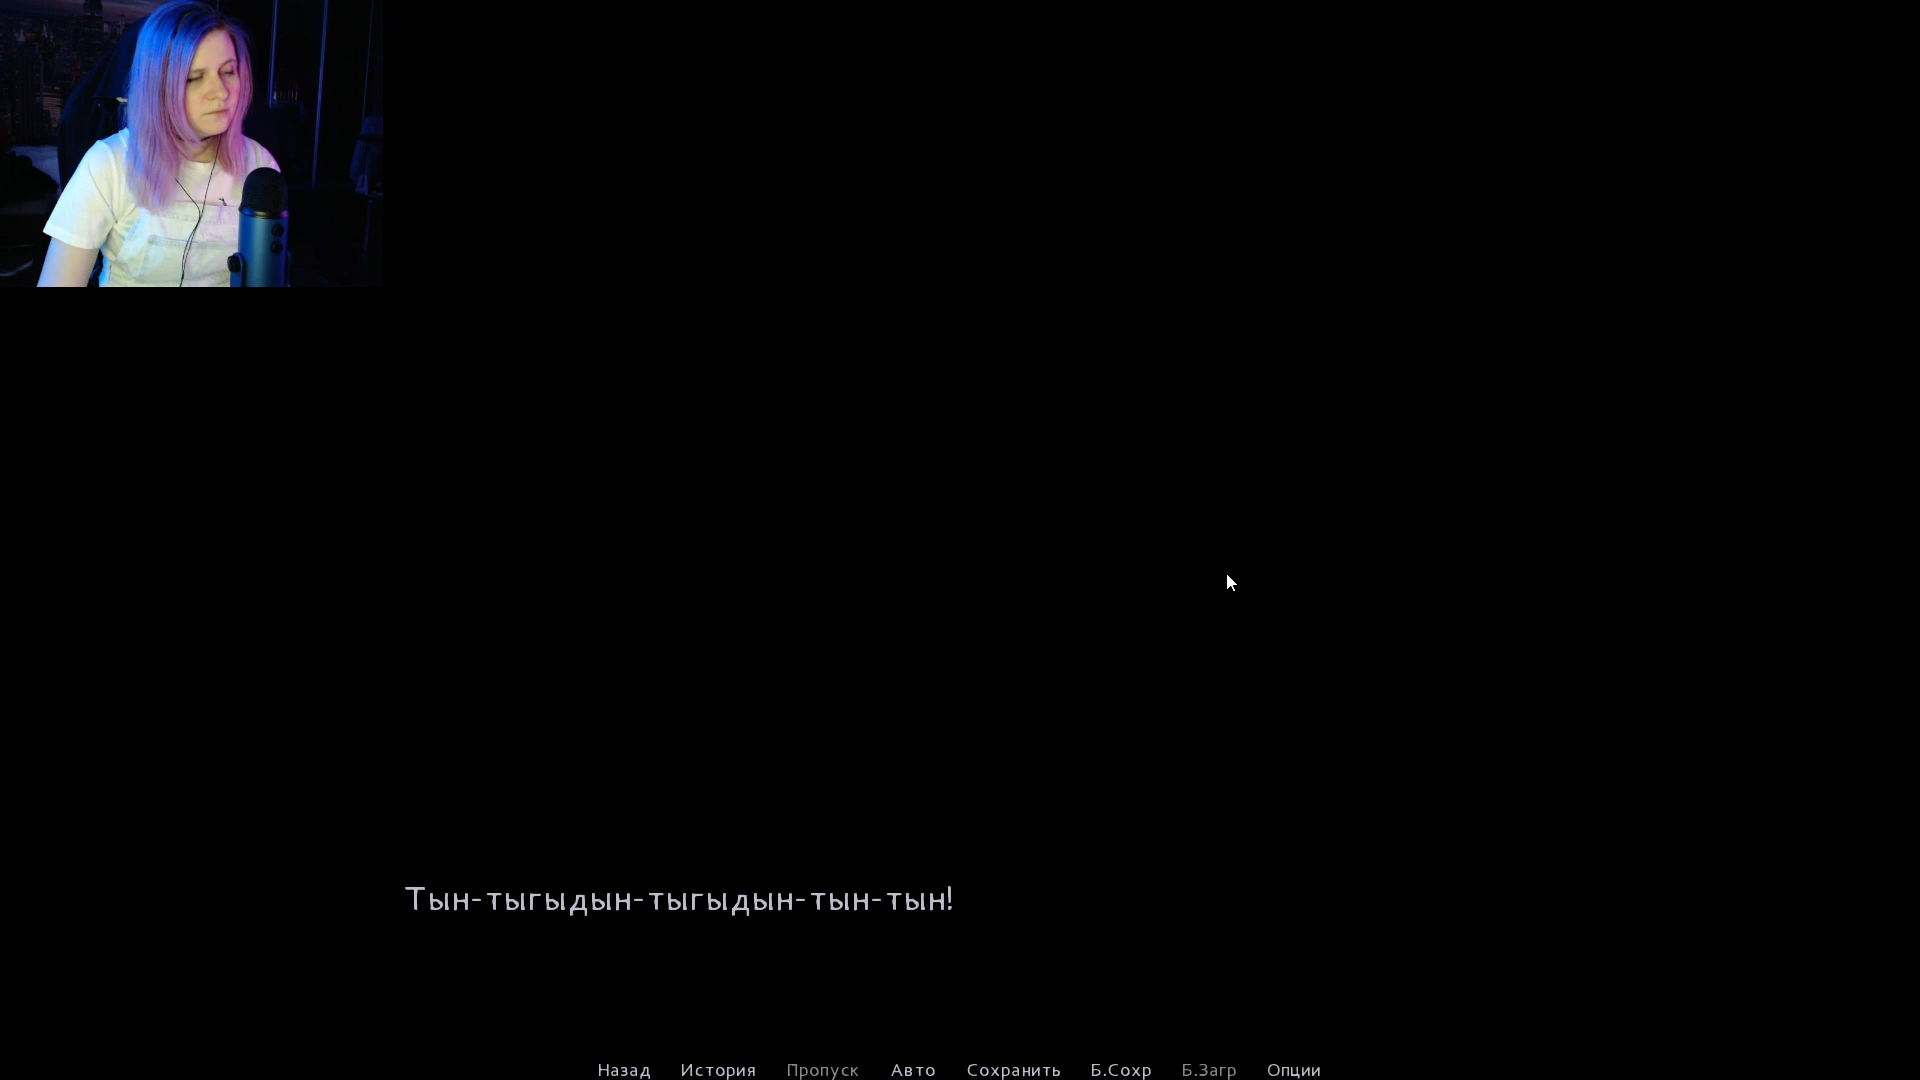 Тын-тыгыдын-тыгыдын-тын-тын!
Назад История Пропуск Авто Сохранить Б.Сохр Б.Загр Опции